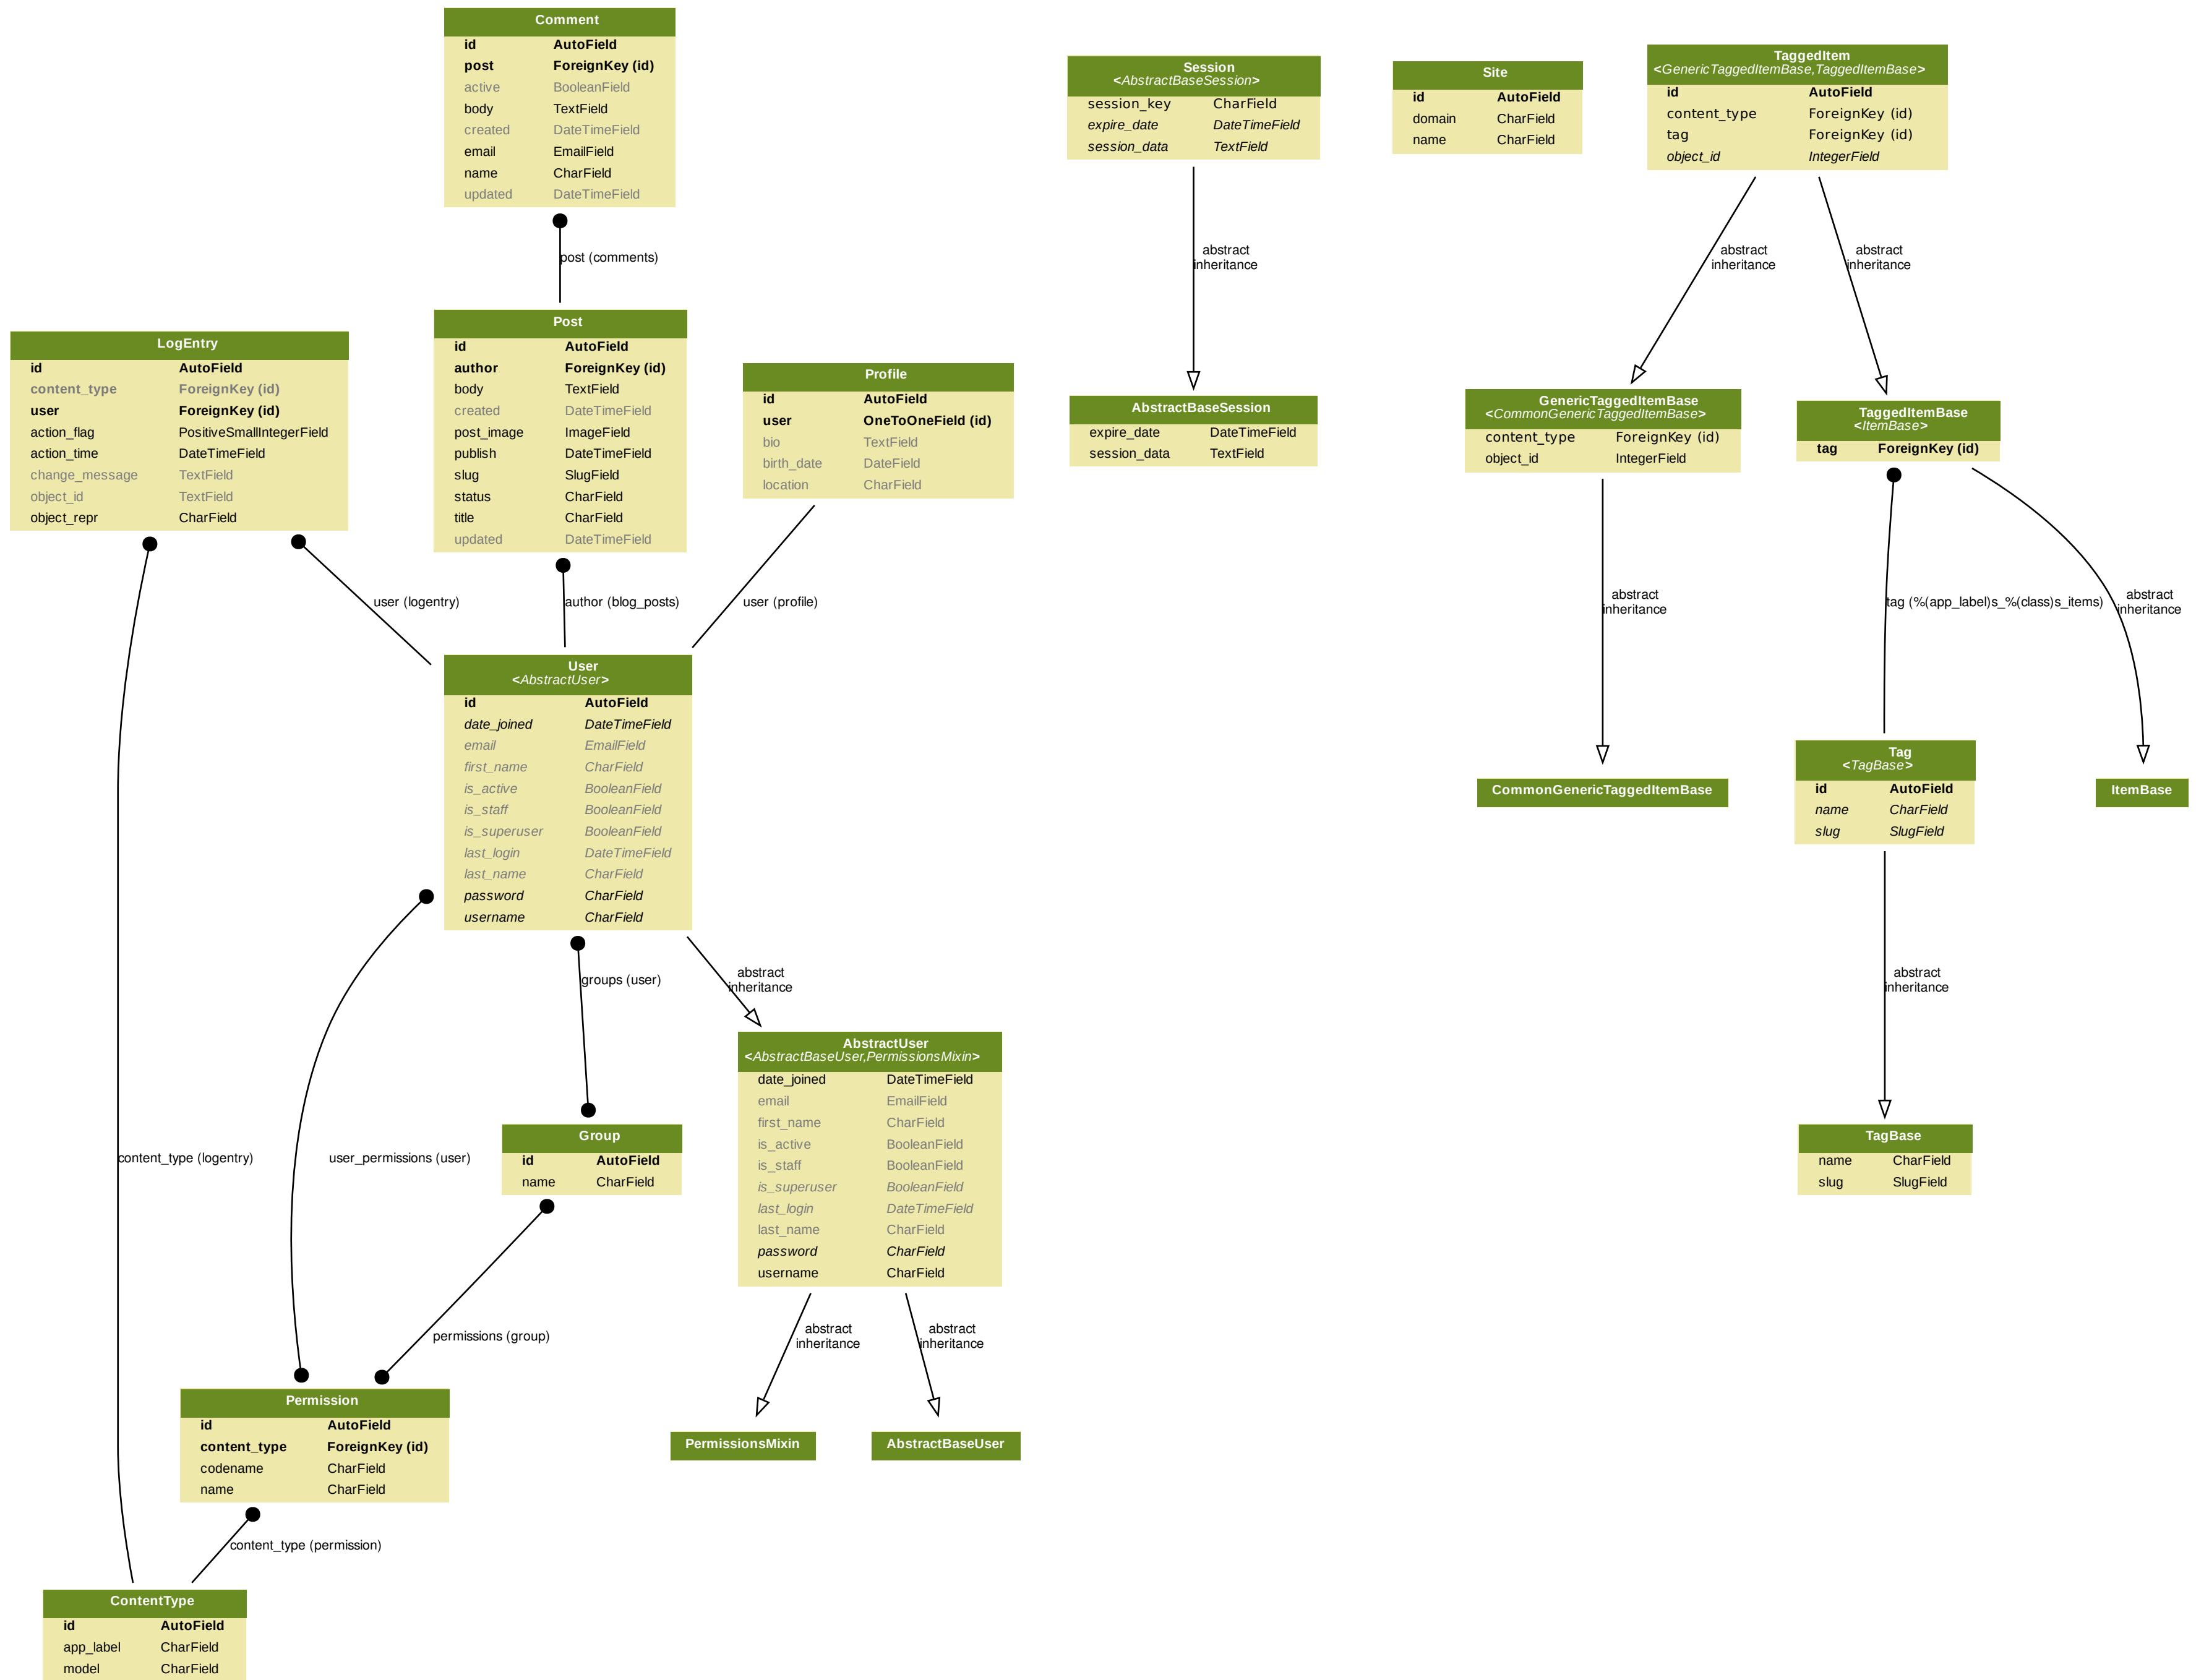 Comment
id AutoField
post ForeignKey (id)
active BooleanField
body TextField
created DateTimeField
email EmailField
name CharField
updated DateTimeField
post (comments)
Post
id AutoField
author ForeignKey (id)
body TextField
created DateTimeField
post_image ImageField
publish DateTimeField
slug SlugField
status CharField
title CharField
updated DateTimeField
LogEntry
id AutoField
content_type ForeignKey (id)
user ForeignKey (id)
action_flag PositiveSmallIntegerField
action_time DateTimeField
change_message TextField
object_id TextField
object_repr CharField
Profile
id AutoField
user OneToOneField (id)
bio TextField
birth_date DateField
location CharField
user (logentry)
author (blog_posts)
user (profile)
User
<AbstractUser>
id AutoField
date_joined DateTimeField
email EmailField
first_name CharField
is_active BooleanField
is_staff BooleanField
is_superuser BooleanField
last_login DateTimeField
last_name CharField
password CharField
username CharField
groups (user)
abstract
inheritance
AbstractUser
<AbstractBaseUser,PermissionsMixin>
date_joined DateTimeField
email EmailField
first_name CharField
is_active BooleanField
is_staff BooleanField
is_superuser BooleanField
last_login DateTimeField
last_name CharField
password CharField
username CharField
Group
id AutoField
name CharField
content_type (logentry)
user_permissions (user)
permissions (group)
abstract
inheritance
abstract
inheritance
PermissionsMixin
AbstractBaseUser
Permission
id AutoField
content_type ForeignKey (id)
codename CharField
name CharField
content_type (permission)
ContentType
id AutoField
app_label CharField
model CharField
Session
<AbstractBaseSession>
session_key CharField
expire_date DateTimeField
session_data TextField
abstract
inheritance
AbstractBaseSession
expire_date DateTimeField
session_data TextField
Site
id AutoField
domain CharField
name CharField
TaggedItem
<GenericTaggedItemBase,TaggedItemBase>
id AutoField
content_type ForeignKey (id)
tag ForeignKey (id)
object_id IntegerField
abstract
inheritance
abstract
inheritance
GenericTaggedItemBase
<CommonGenericTaggedItemBase>
content_type ForeignKey (id)
object_id IntegerField
TaggedItemBase
<ItemBase>
tag ForeignKey (id)
abstract
inheritance
tag (%(app_label)s_%(class)s_items)
abstract
inheritance
CommonGenericTaggedItemBase
Tag
<TagBase>
id AutoField
name CharField
slug SlugField
ItemBase
abstract
inheritance
TagBase
name CharField
slug SlugField